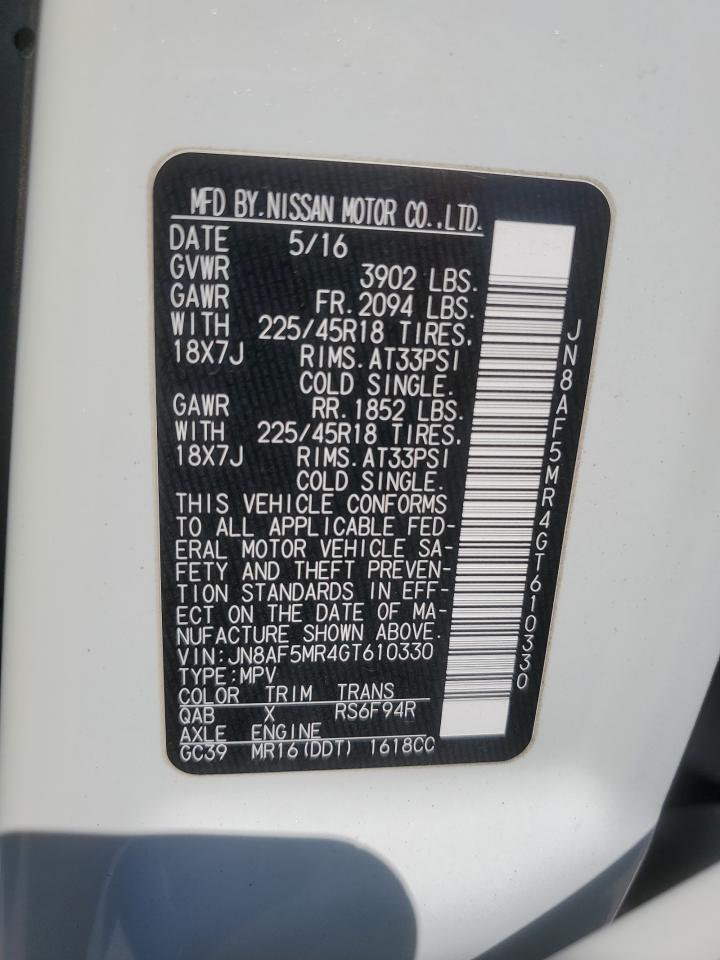 MFD BY.NISSAN MOTOR CO.,LTD.
DATE 5/16
GVWR 3902 LBS.
GAWR FR.2094 LBS.
WITH 225/45R18 TIRES.
18X7J RIMS.AT33PSI
COLD SINGLE.
GAWR RR.1852 LBS.
WITH 225/45R18 TIRES.
18X7J RIMS.AT33PSI
COLD SINGLE.
THIS VEHICLE CONFORMS
TO ALL APPLICABLE FED-
ERAL MOTOR VEHICLE SA-
FETY AND THEFT PREVEN-
TION STANDARDS IN EFF-
ECT ON THE DATE OF MA-
NUFACTURE SHOWN ABOVE.
VIN:JN8AF5MR4GT610330
TYPE:MPV
COLOR TRIM TRANS
QAB X RS6F94R
AXLE ENGINE
GC39 MR16(DDT) 1618CC
JN8AF5MR4GT610330